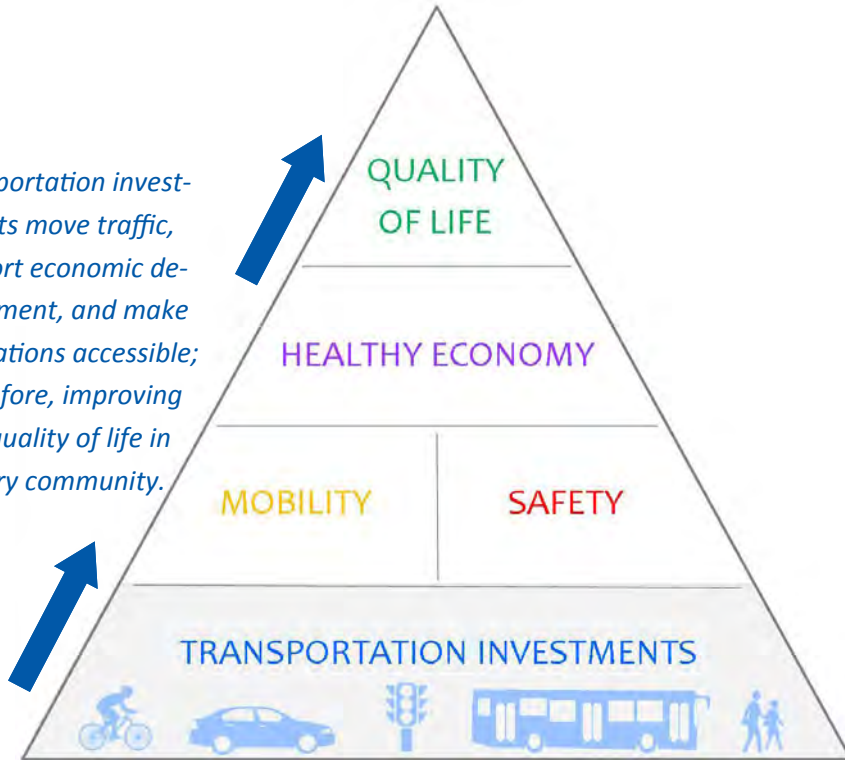 portation invest-
ts move traffic,
ort economic de-
ment, and make
ations accessible;
fore, improving
quality of life in
ry community.
QUALITY
OF LIFE
HEALTHY ECONOMY
MOBILITY
SAFETY
TRANSPORTATION INVESTMENTS